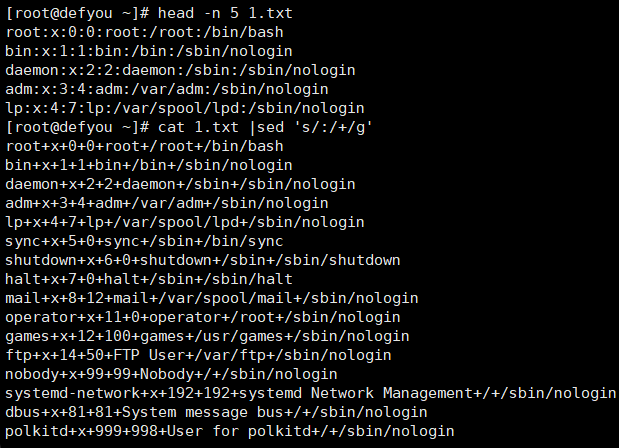 [root@defyou ~]# head -n 5 1.txt
root:x:0:0:root:/root:/bin/bash
bin:x:1:1:bin:/bin:/sbin/nologin
daemon:x:2:2:daemon:/sbin:/sbin/nologin
adm:x:3:4:adm:/var/adm:/sbin/nologin
lp:x:4:7:lp:/var/spool/lpd:/sbin/nologin
[root@defyou ~]# cat 1.txt |sed 's/:/+/g'
root+x+0+0+root+/root+/bin/bash
bin+x+1+1+bin+/bin+/sbin/nologin
daemon+x+2+2+daemon+/sbin+/sbin/nologin
adm+x+3+4+adm+/var/adm+/sbin/nologin
lp+x+4+7+lp+/var/spool/lpd+/sbin/nologin
sync+x+5+0+sync+/sbin+/bin/sync
shutdown+x+6+0+shutdown+/sbin+/sbin/shutdown
halt+x+7+0+halt+/sbin+/sbin/halt
mail+x+8+12+mail+/var/spool/mail+/sbin/nologin
operator+x+11+0+operator+/root+/sbin/nologin
games+x+12+100+games+/usr/games+/sbin/nologin
ftp+x+14+50+FTP User+/var/ftp+/sbin/nologin
nobody+x+99+99+Nobody+/+/sbin/nologin
systemd-network+x+192+192+systemd Network Management+/+/sbin/nologin
dbus+x+81+81+System message bus+/+/sbin/nologin
polkitd+x+999+998+User for polkitd+/+/sbin/nologin